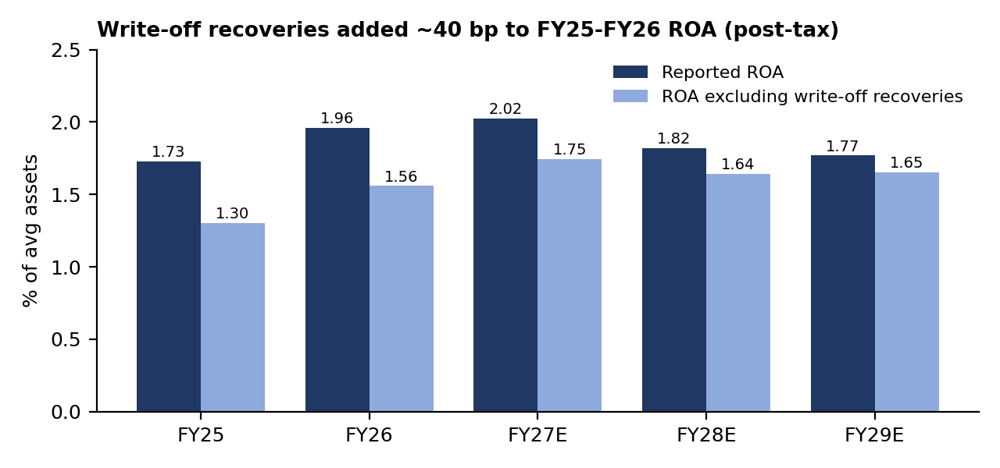 Write-off recoveries added ~40 bp to FY25-FY26 ROA (post-tax)
Reported ROA
ROA excluding write-off recoveries
% of avg assets
2.5
2.0
1.5
1.0
0.5
0.0
1.73
1.30
1.96
1.56
2.02
1.75
1.82
1.64
1.77
1.65
FY25
FY26
FY27E
FY28E
FY29E